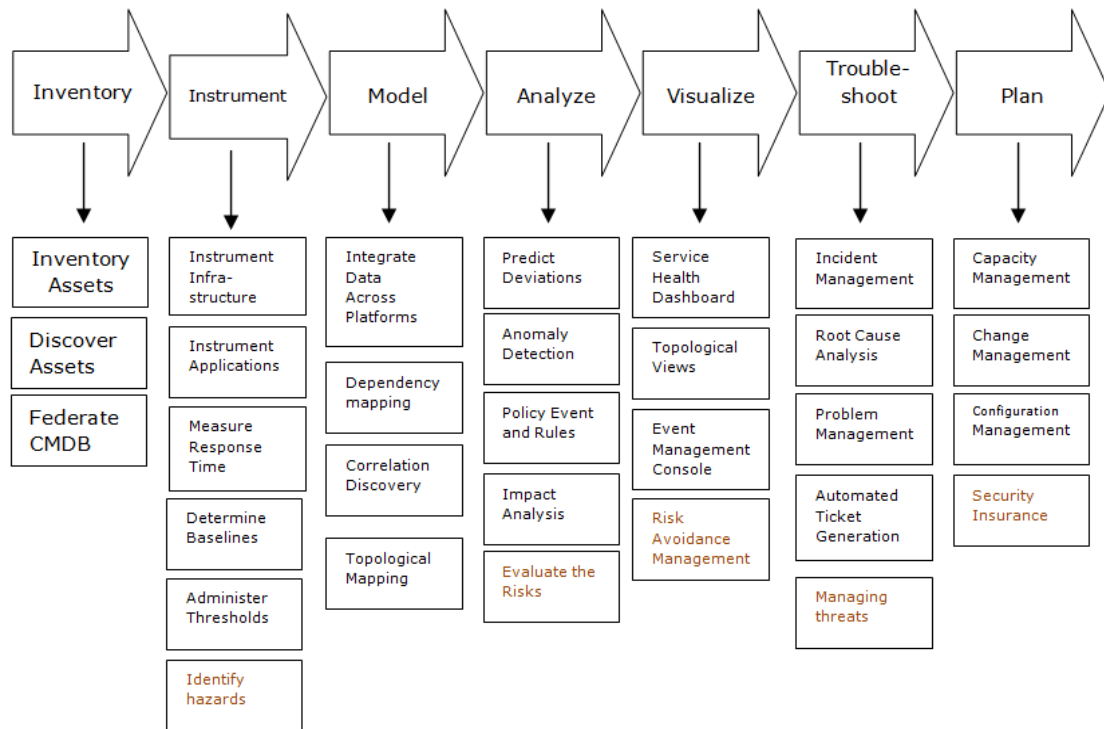 Inventory
Instrument
Model
Analyze
Visualize
Trouble-
shoot
Plan
Inventory
Assets
Discover
Assets
Federate
CMDB
Instrument
Infra-
structure
Instrument
Applications
Measure
Response
Time
Determine
Baselines
Administer
Thresholds
Identify
hazards
Integrate
Data
Across
Platforms
Dependency
mapping
Correlation
Discovery
Topological
Mapping
Predict
Deviations
Anomaly
Detection
Policy Event
and Rules
Impact
Analysis
Evaluate the
Risks
Service
Health
Dashboard
Topological
Views
Event
Management
Console
Risk
Avoidance
Management
Incident
Management
Root Cause
Analysis
Problem
Management
Automated
Ticket
Generation
Managing
threats
Capacity
Management
Change
Management
Configuration
Management
Security
Insurance